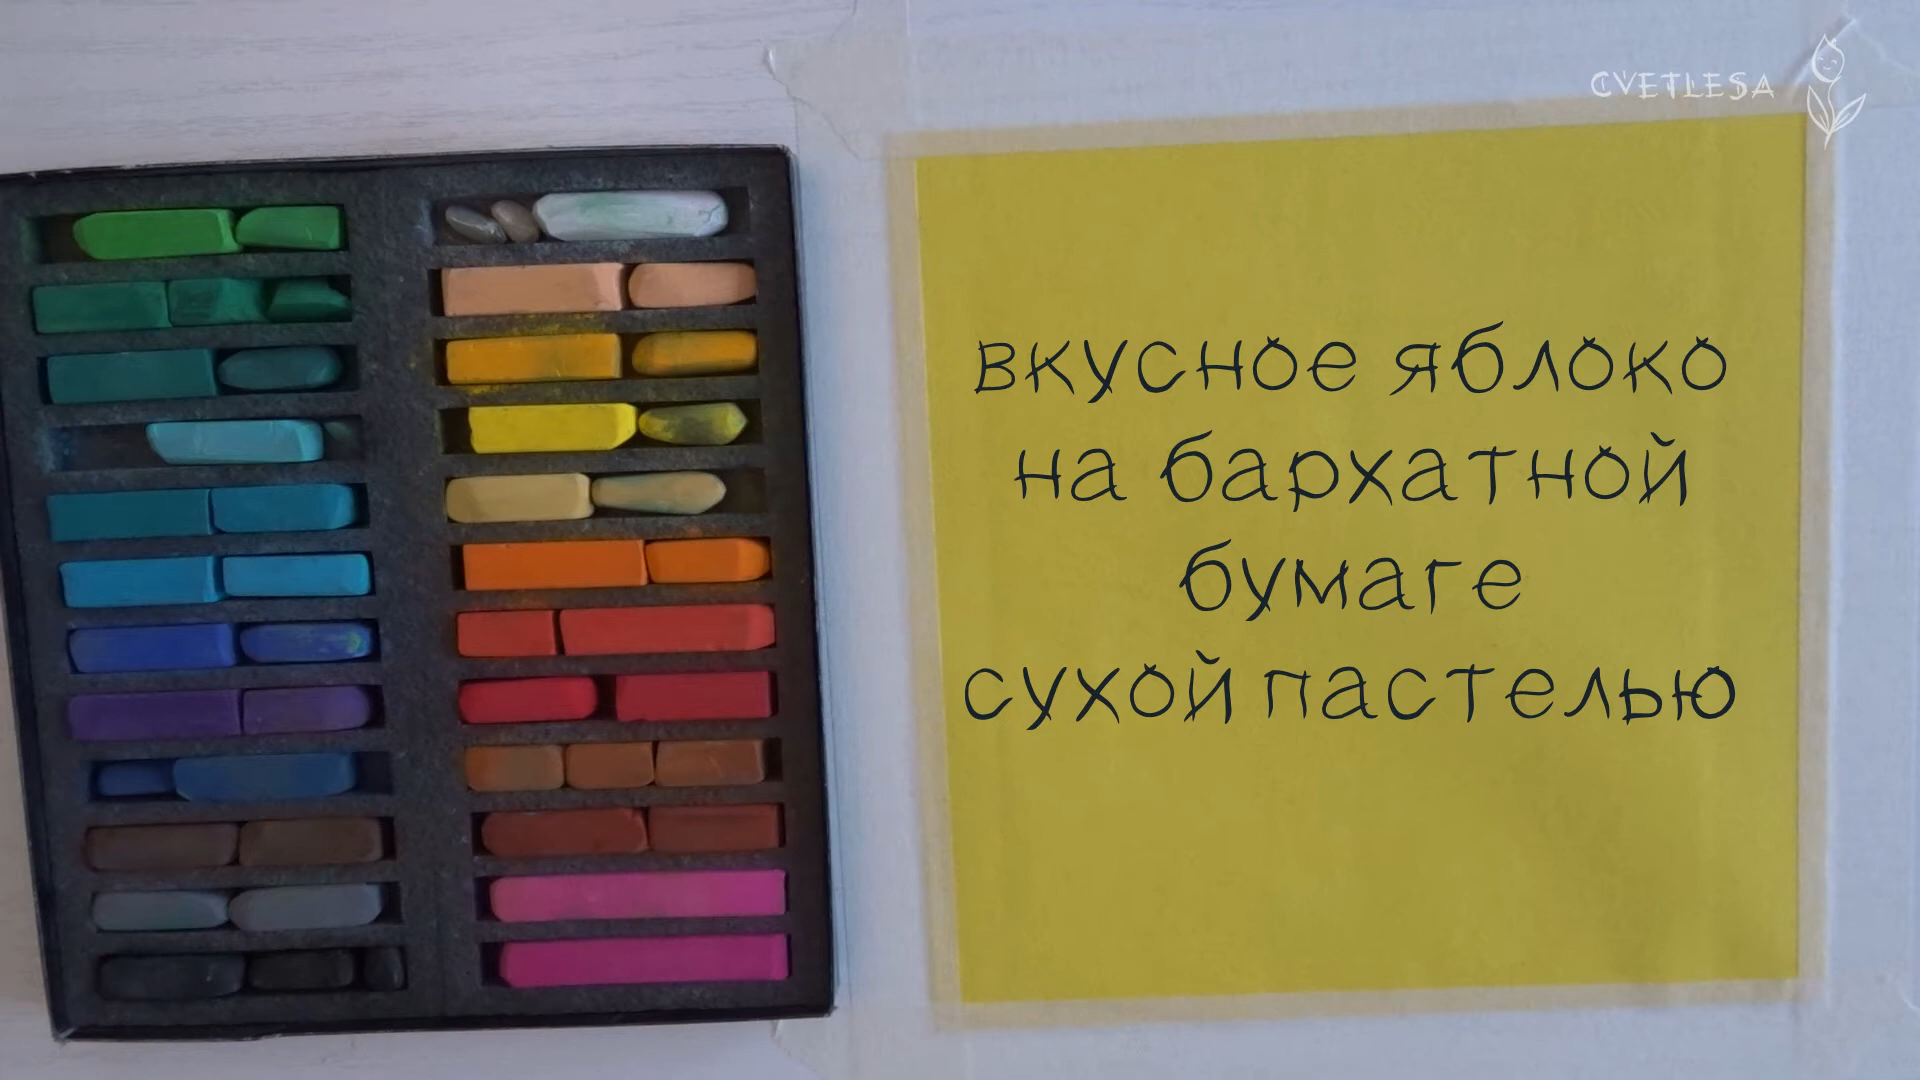 CVETLESA
вкусное яблоко
на бархатной
бумаге
сухой пастелью